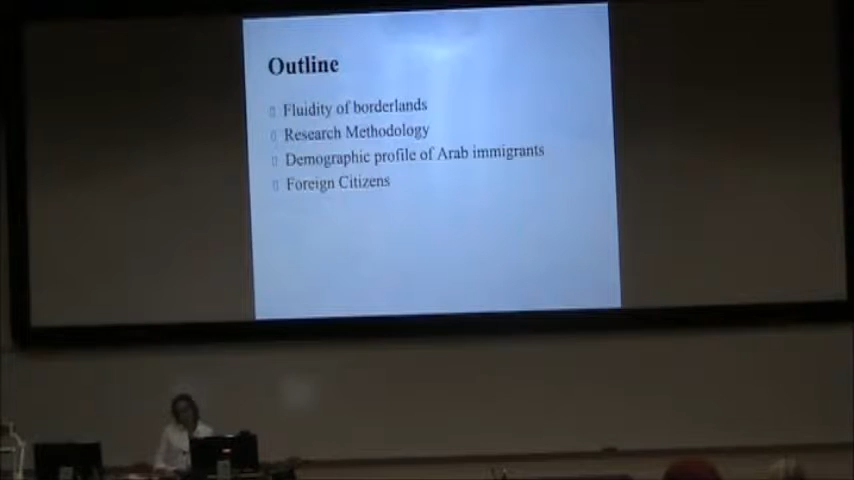 Outline
Fluidity of borderlands
Research Methodology
Demographic profile of Arab immigrants
Foreign Citizens